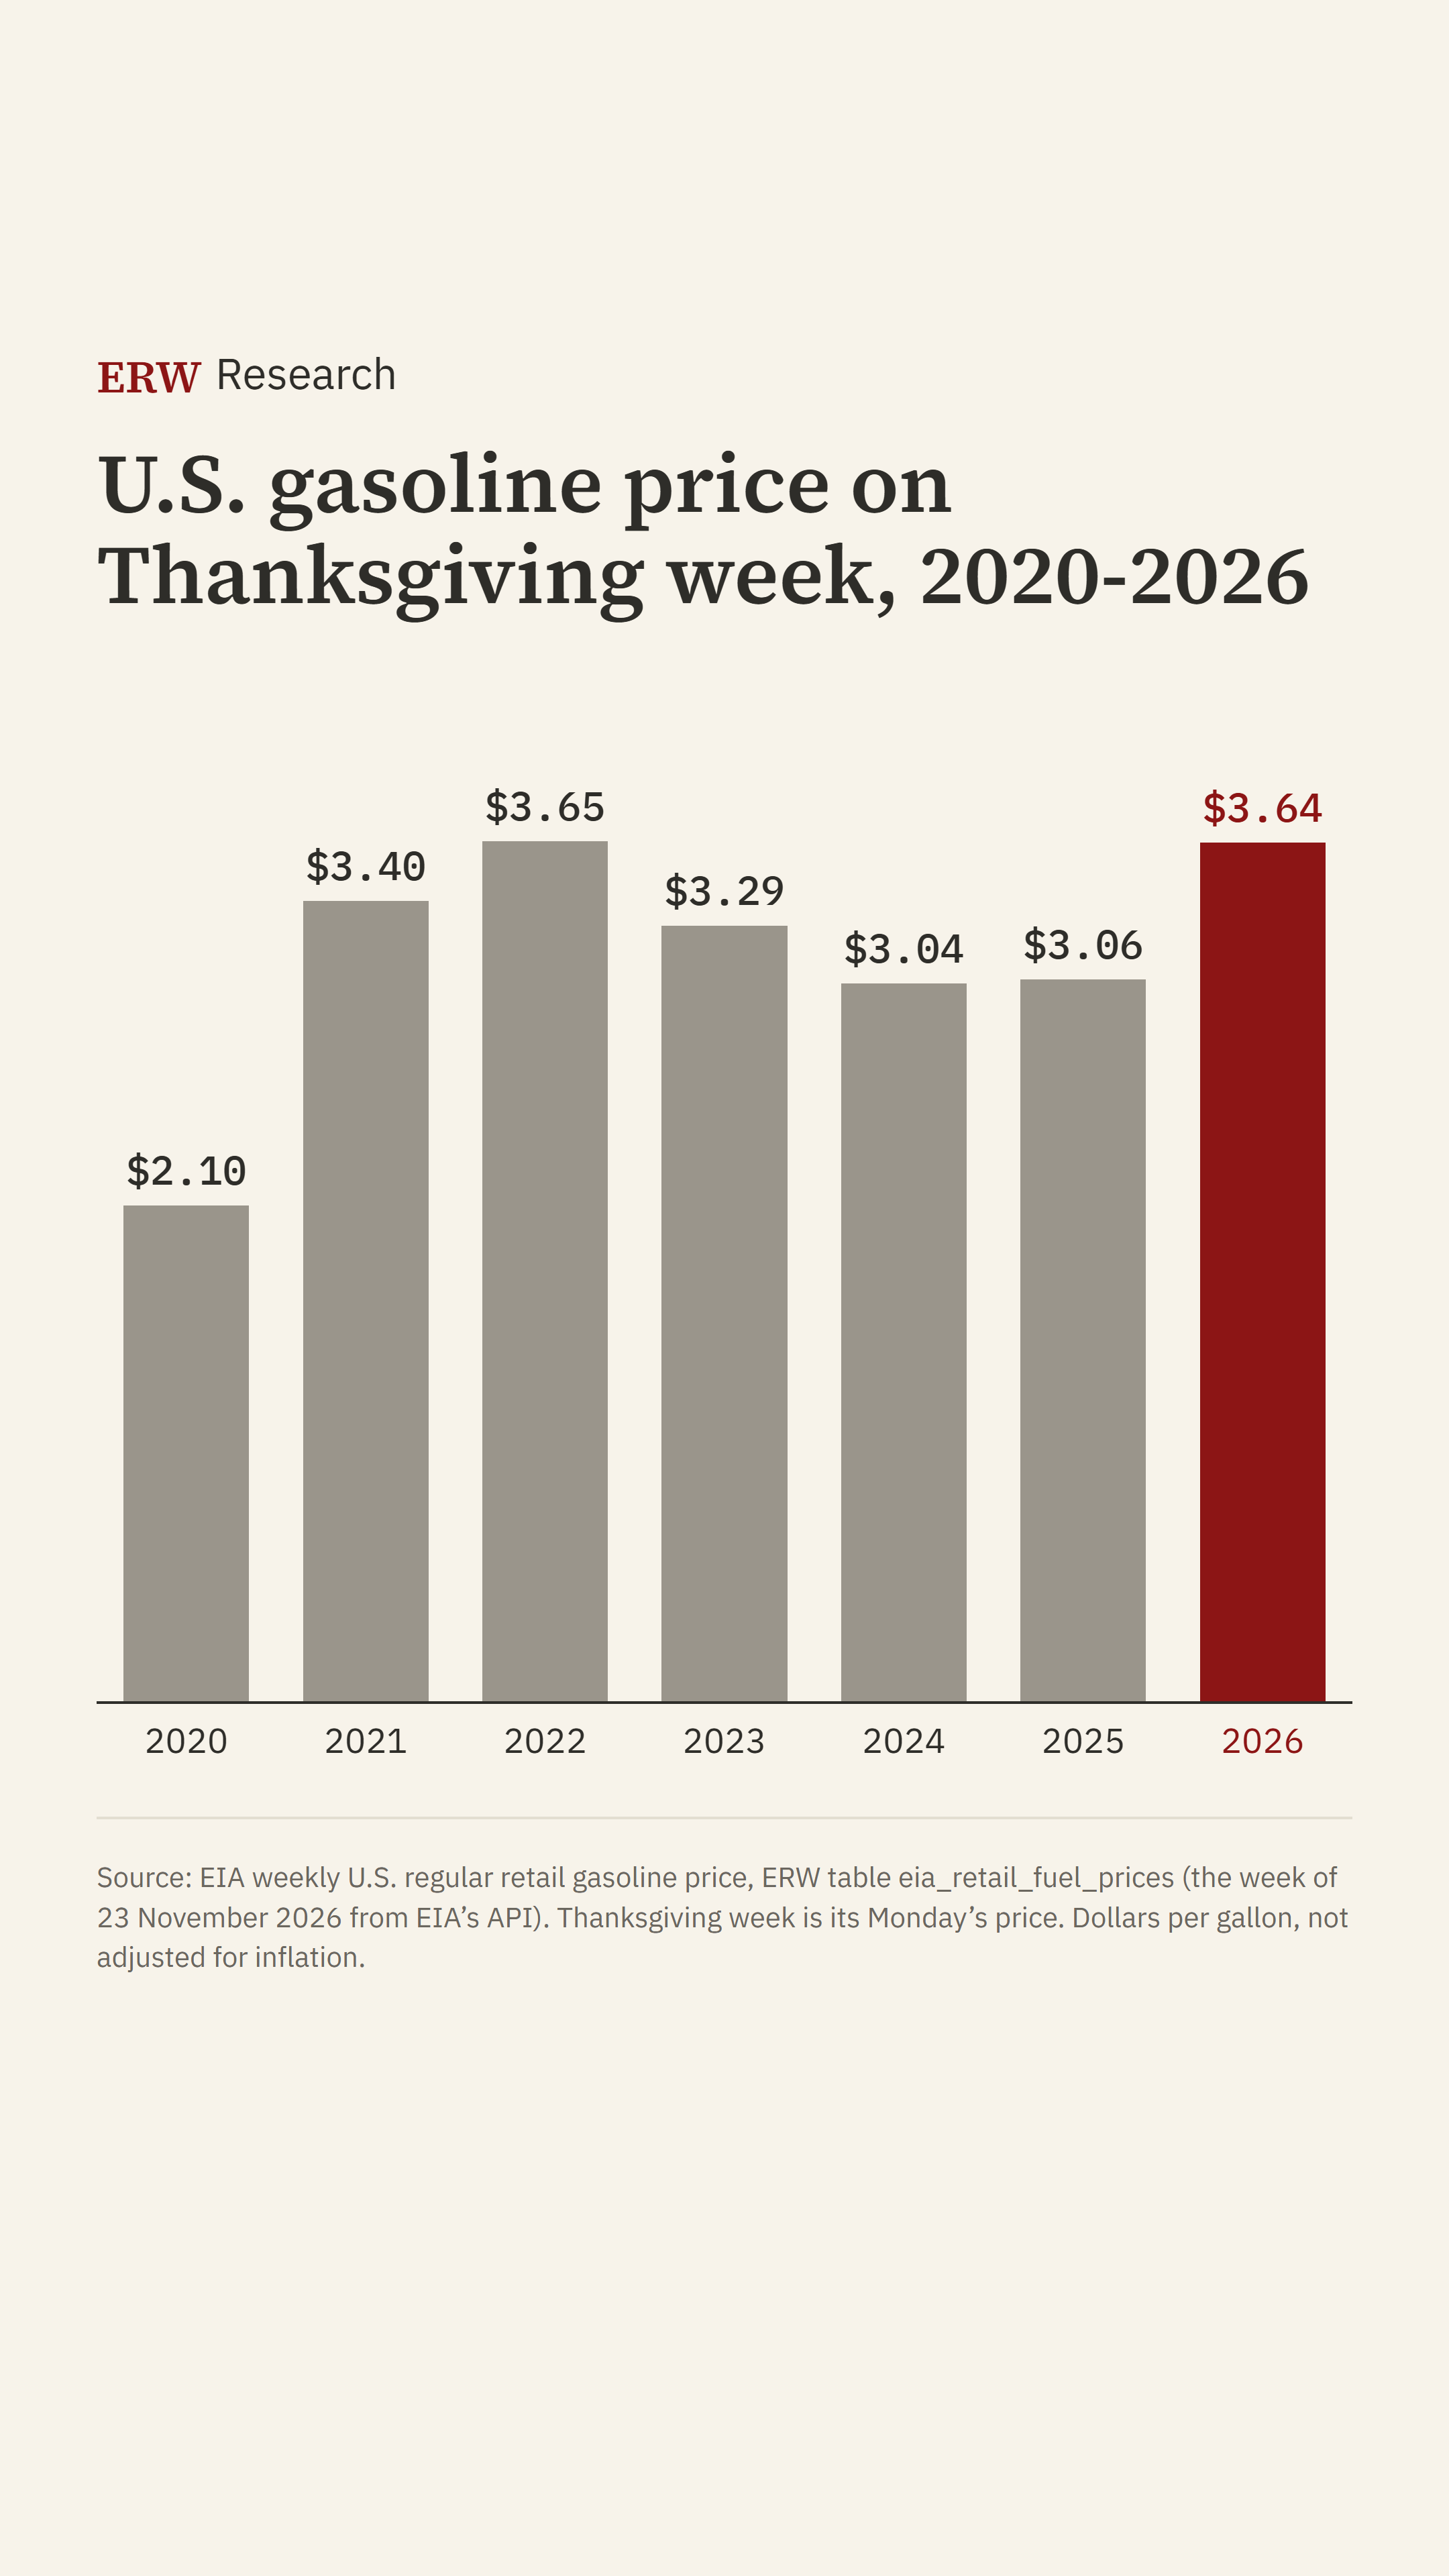 ERW Research
U.S. gasoline price on
Thanksgiving week, 2020-2026
$2.10
$3.40
$3.65
$3.29
$3.04
$3.06
$3.64
2020
2021
2022
2023
2024
2025
2026
Source: EIA weekly U.S. regular retail gasoline price, ERW table eia_retail_fuel_prices (the week of
23 November 2026 from EIA’s API). Thanksgiving week is its Monday’s price. Dollars per gallon, not
adjusted for inflation.